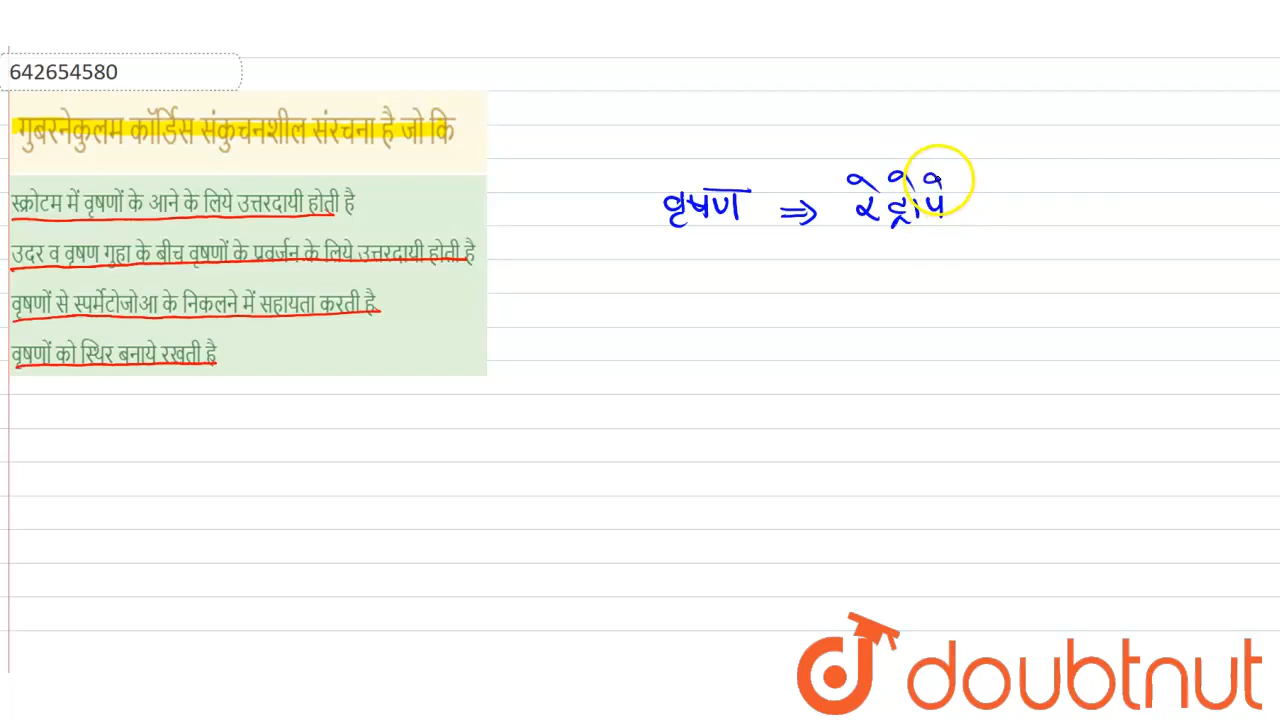 642654580
गुबरनेकुलम कॉर्डिस संकुचनशील संरचना है जो कि
स्क्रोटम में वृषणों के आने के लिये उत्तरदायी होती है
उदर व वृषण गुहा के बीच वृषणों के प्रवर्जन के लिये उत्तरदायी होती है
वृषणों से स्पर्मेटोजोआ के निकलने में सहायता करती है.
वृषणों को स्थिर बनाये रखती है
वृषण ⇒ रेट्रोपे
doubtnut